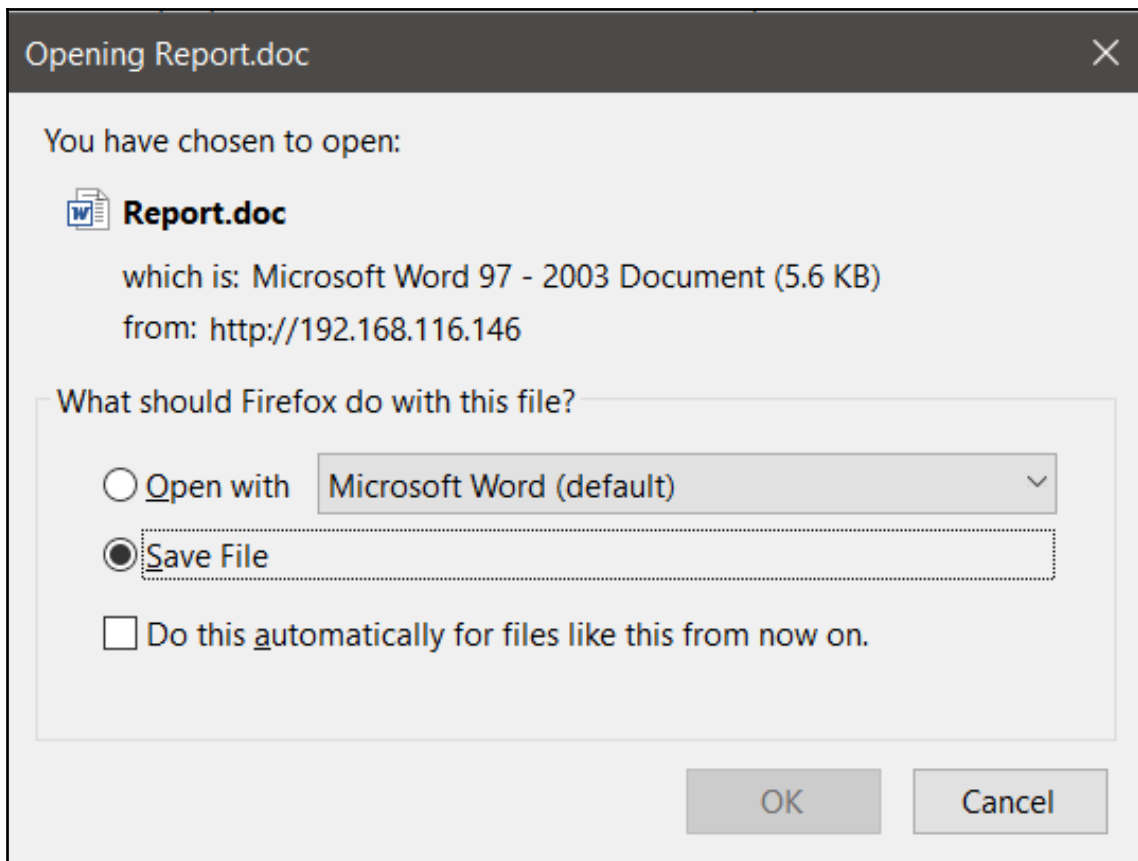 Opening Report.doc
You have chosen to open:
Report.doc
which is: Microsoft Word 97 - 2003 Document (5.6 KB)
from: http://192.168.116.146
What should Firefox do with this file?
Open with Microsoft Word (default)
Save File
Do this automatically for files like this from now on.
OK Cancel